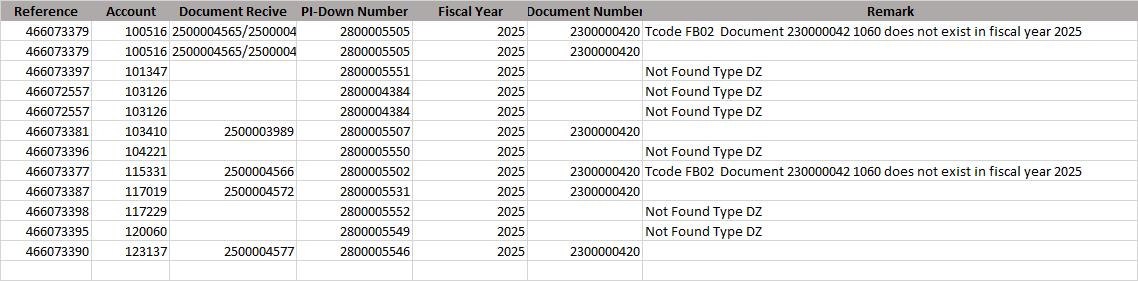 Reference Account Document Recive PI-Down Number Fiscal Year Document Number Remark
466073379 100516 2500004565/2500004 2800005505 2025 2300000420 Tcode FB02 Document 230000042 1060 does not exist in fiscal year 2025
466073379 100516 2500004565/2500004 2800005505 2025 2300000420
466073397 101347 2800005551 2025 Not Found Type DZ
466072557 103126 2800004384 2025 Not Found Type DZ
466072557 103126 2800004384 2025 Not Found Type DZ
466073381 103410 2500003989 2800005507 2025 2300000420
466073396 104221 2800005550 2025 Not Found Type DZ
466073377 115331 2500004566 2800005502 2025 2300000420 Tcode FB02 Document 230000042 1060 does not exist in fiscal year 2025
466073387 117019 2500004572 2800005531 2025 2300000420
466073398 117229 2800005552 2025 Not Found Type DZ
466073395 120060 2800005549 2025 Not Found Type DZ
466073390 123137 2500004577 2800005546 2025 2300000420